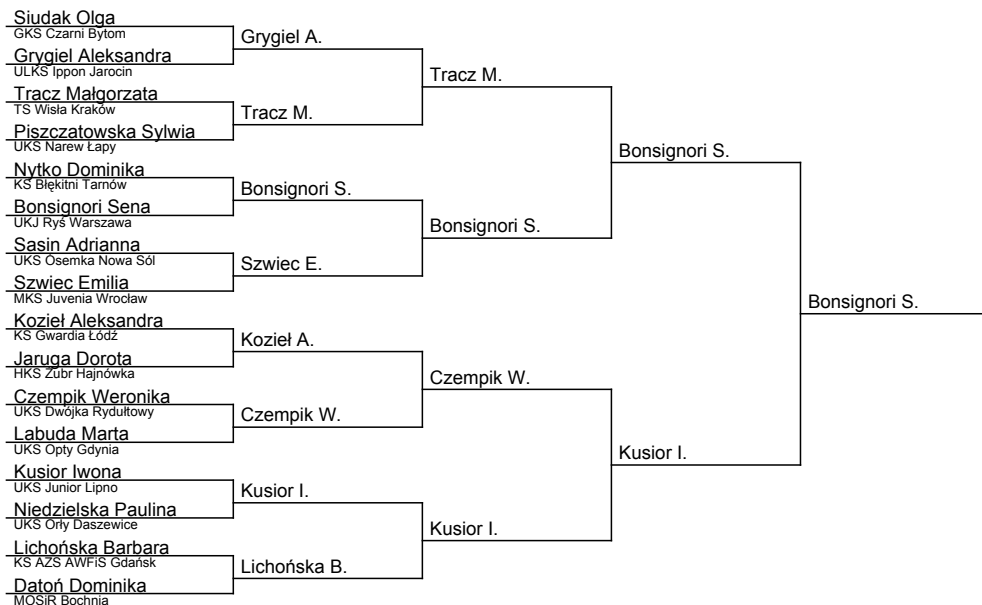 Siudak Olga
GKS Czarni Bytom
Grygiel Aleksandra
ULKS Ippon Jarocin
Tracz Małgorzata
TS Wisła Kraków
Piszczatowska Sylwia
UKS Narew Łapy
Nytko Dominika
KS Błękitni Tarnów
Bonsignori Sena
UKJ Ryś Warszawa
Sasin Adrianna
UKS Ósemka Nowa Sól
Szwiec Emilia
MKS Juvenia Wrocław
Kozieł Aleksandra
KS Gwardia Łódź
Jaruga Dorota
HKS Żubr Hajnówka
Czempik Weronika
UKS Dwójka Rydułtowy
Labuda Marta
UKS Opty Gdynia
Kusior Iwona
UKS Junior Lipno
Niedzielska Paulina
UKS Orły Daszewice
Lichońska Barbara
KS AZS AWFiS Gdańsk
Datoń Dominika
MOSiR Bochnia
Grygiel A.
Tracz M.
Bonsignori S.
Szwiec E.
Kozieł A.
Czempik W.
Kusior I.
Lichońska B.
Tracz M.
Bonsignori S.
Czempik W.
Kusior I.
Bonsignori S.
Kusior I.
Bonsignori S.